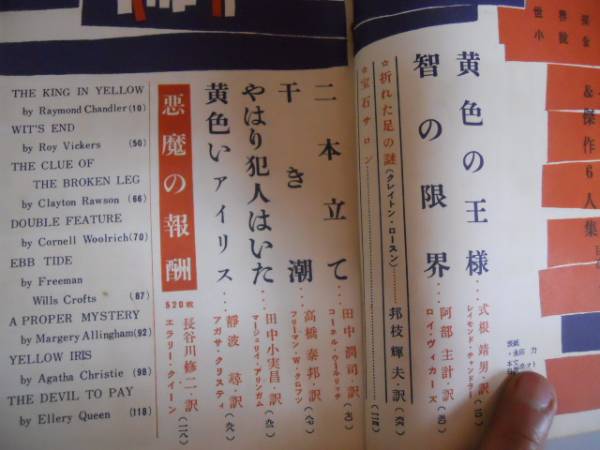 THE KING IN YELLOW
by Raymond Chandler(10)
WIT'S END
by Roy Vickers (50)
THE CLUE OF
THE BROKEN LEG
by Clayton Rawson (66)
DOUBLE FEATURE
by Cornell Woolrich(70)
EBB TIDE
by Freeman
Wills Crofts (87)
A PROPER MYSTERY
by Margery Allingham(92)
YELLOW IRIS
by Agatha Christie (98)
THE DEVIL TO PAY
by Ellery Queen (118)
世界
小説
&傑作6人集
黄色の王様……式根靖男・訳
レイモンド・チャンドラー
智の限界……阿部主計・訳
ロイ・ヴィカーズ
☆折れた足の謎(クレイトン・ロースン)……邦枝輝夫・訳
☆宝石サロン
二本立て……田中潤司・訳
コーネル・ウールリッチ
干き潮……高橋泰邦・訳
フリーマン・W・クロフツ
やはり犯人はいた……田中小実昌・訳
マージェリイ・アリンガム
黄色いアイリス……静波尋・訳
アガサ・クリスティ
悪魔の報酬
520枚
長谷川修二・訳
エラリー・クイーン(一一八)